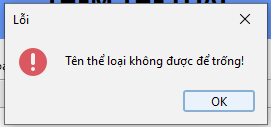 Lỗi
Tên thể loại không được để trống!
OK